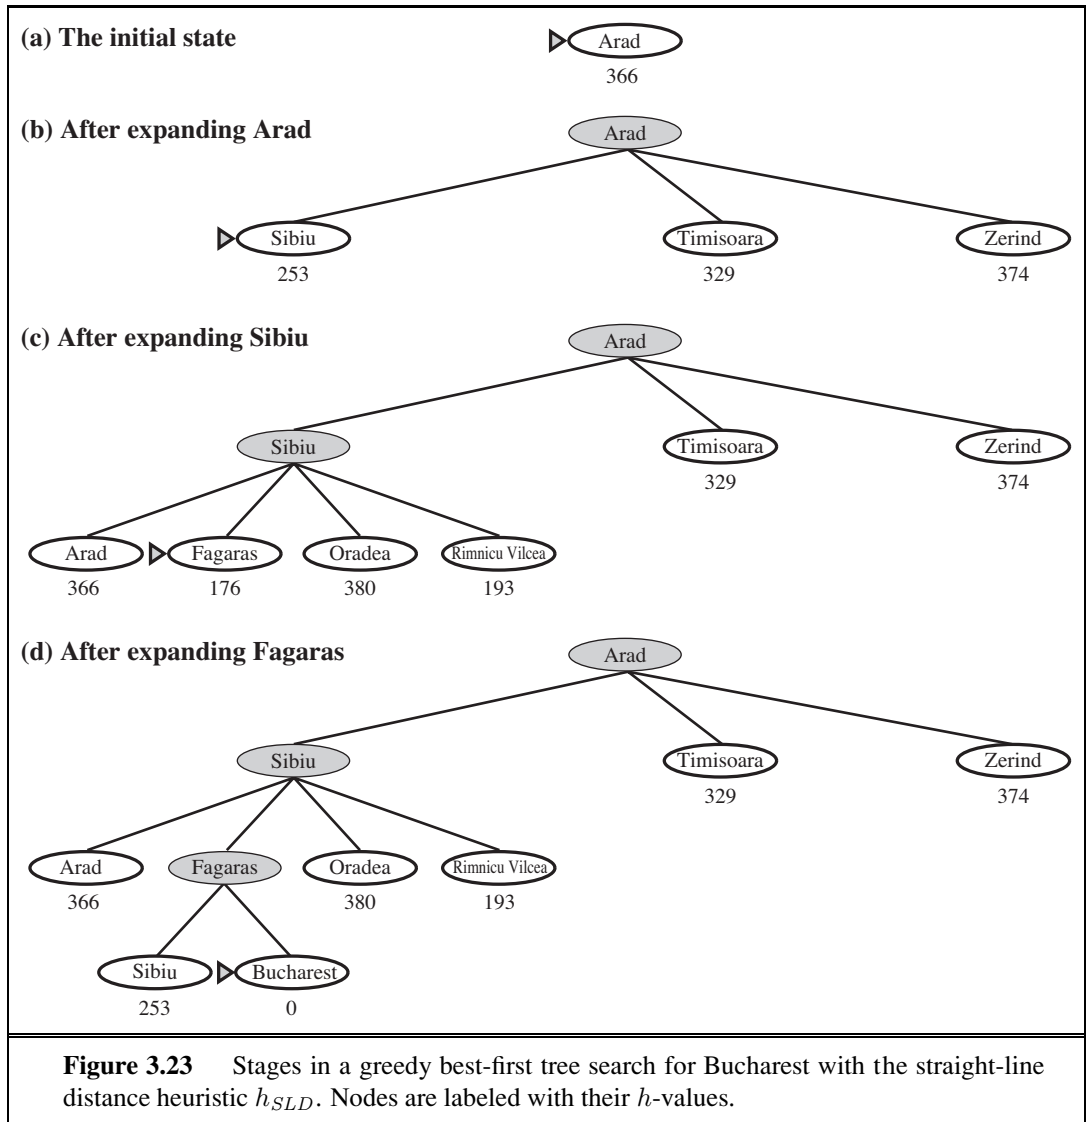 (a) The initial state
Arad
366
(b) After expanding Arad
Arad
Sibiu
Timisoara
Zerind
253
329
374
(c) After expanding Sibiu
Arad
Sibiu
Timisoara
Zerind
329
374
Arad
Fagaras
Oradea
Rimnicu Vilcea
366
176
380
193
(d) After expanding Fagaras
Arad
Sibiu
Timisoara
Zerind
329
374
Arad
Fagaras
Oradea
Rimnicu Vilcea
366
380
193
Sibiu
Bucharest
253
0
Figure 3.23 Stages in a greedy best-first tree search for Bucharest with the straight-line
distance heuristic h_{SLD}. Nodes are labeled with their h-values.